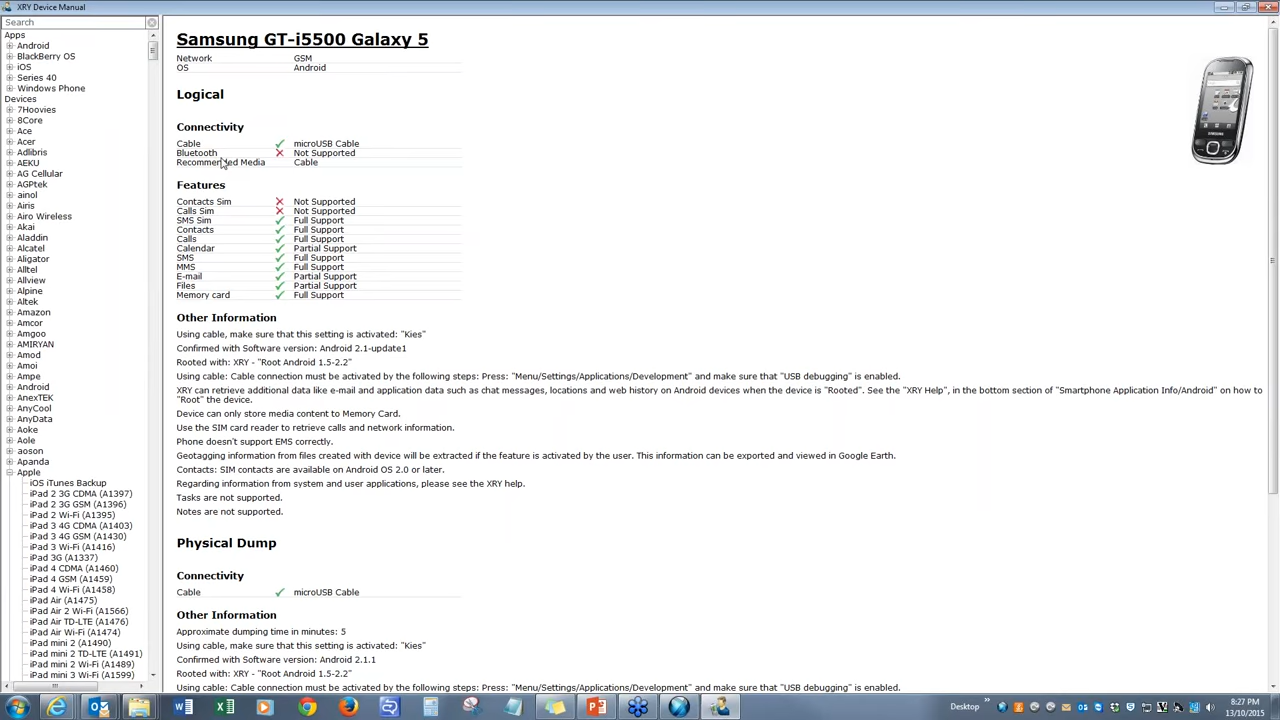 XRY Device Manual
Search
Apps
Android
BlackBerry OS
iOS
Series 40
Windows Phone
Devices
7Hoovies
8Core
Ace
Acer
Adlibris
AEKU
AG Cellular
AGPtek
ainol
Airis
Airo Wireless
Akai
Aladdin
Alcatel
Aligator
Alltel
Allview
Alpine
Altek
Amazon
Amcor
Amgoo
AMIRYAN
Amod
Amoi
Ampe
Android
AnexTEK
AnyCool
AnyData
Aoke
Aole
aoson
Apanda
Apple
iOS iTunes Backup
iPad 2 3G CDMA (A1397)
iPad 2 3G GSM (A1396)
iPad 2 Wi-Fi (A1395)
iPad 3 4G CDMA (A1403)
iPad 3 4G GSM (A1430)
iPad 3 Wi-Fi (A1416)
iPad 3G (A1337)
iPad 4 CDMA (A1460)
iPad 4 GSM (A1459)
iPad 4 Wi-Fi (A1458)
iPad Air (A1475)
iPad Air 2 Wi-Fi (A1566)
iPad Air TD-LTE (A1476)
iPad Air Wi-Fi (A1474)
iPad mini 2 (A1490)
iPad mini 2 TD-LTE (A1491)
iPad mini 2 Wi-Fi (A1489)
iPad mini 3 Wi-Fi (A1599)
Samsung GT-i5500 Galaxy 5
Network GSM
OS Android
Logical
Connectivity
Cable microUSB Cable
Bluetooth Not Supported
Recommended Media Cable
Features
Contacts Sim Not Supported
Calls Sim Not Supported
SMS Sim Full Support
Contacts Full Support
Calls Full Support
Calendar Partial Support
SMS Full Support
MMS Full Support
E-mail Partial Support
Files Partial Support
Memory card Full Support
Other Information
Using cable, make sure that this setting is activated: "Kies"
Confirmed with Software version: Android 2.1-update1
Rooted with: XRY - "Root Android 1.5-2.2"
Using cable: Cable connection must be activated by the following steps: Press: "Menu/Settings/Applications/Development" and make sure that "USB debugging" is enabled.
XRY can retrieve additional data like e-mail and application data such as chat messages, locations and web history on Android devices when the device is "Rooted". See the "XRY Help", in the bottom section of "Smartphone Application Info/Android" on how to
"Root" the device.
Device can only store media content to Memory Card.
Use the SIM card reader to retrieve calls and network information.
Phone doesn't support EMS correctly.
Geotagging information from files created with device will be extracted if the feature is activated by the user. This information can be exported and viewed in Google Earth.
Contacts: SIM contacts are available on Android OS 2.0 or later.
Regarding information from system and user applications, please see the XRY help.
Tasks are not supported.
Notes are not supported.
Physical Dump
Connectivity
Cable microUSB Cable
Other Information
Approximate dumping time in minutes: 5
Using cable, make sure that this setting is activated: "Kies"
Confirmed with Software version: Android 2.1.1
Rooted with: XRY - "Root Android 1.5-2.2"
Using cable: Cable connection must be activated by the following steps: Press: "Menu/Settings/Applications/Development" and make sure that "USB debugging" is enabled.
SAMSUNG
Desktop
8:27 PM
13/10/2015